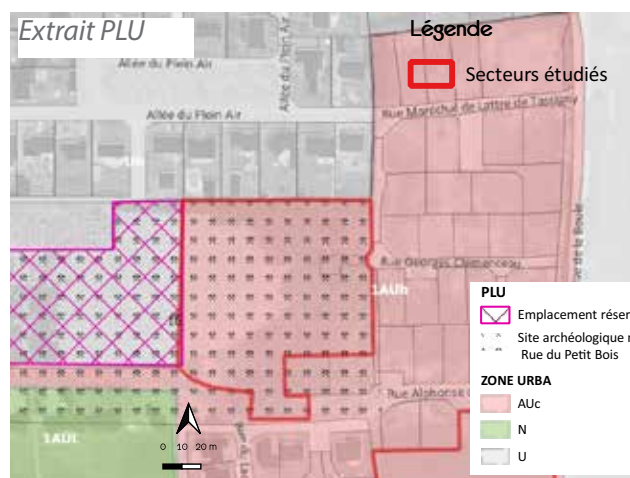 Extrait PLU
Légende
Secteurs étudiés
Allée du Plein Air
Allée du Plein Air
Allée du Plein Air
Rue Maréchal de Lattre de Tassigny
Rue Georges Clemenceau
1AUh
PLU
Emplacement réser
Site archéologique
Rue du Petit Bois
ZONE URBA
AUc
N
U
Rue Alphonse
1AUL
0 10 20 m